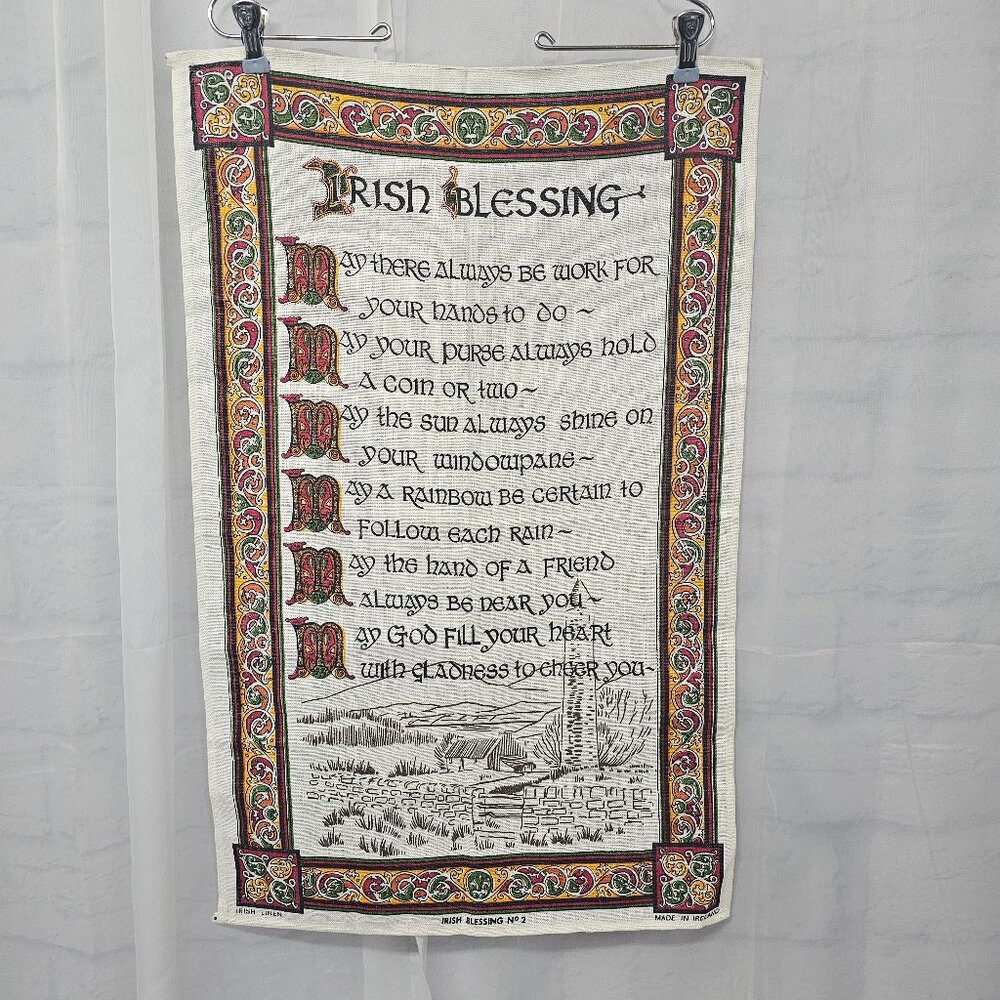 Irish Blessing
May there always be work for
your hands to do ~
May your purse always hold
a coin or two ~
May the sun always shine on
your windowpane ~
May a rainbow be certain to
follow each rain ~
May the hand of a friend
always be near you ~
May God fill your heart
with gladness to cheer you ~
IRISH LINEN
IRISH BLESSING Nº 2
MADE IN IRELAND